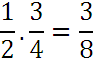 1/2 . 3/4 = 3/8